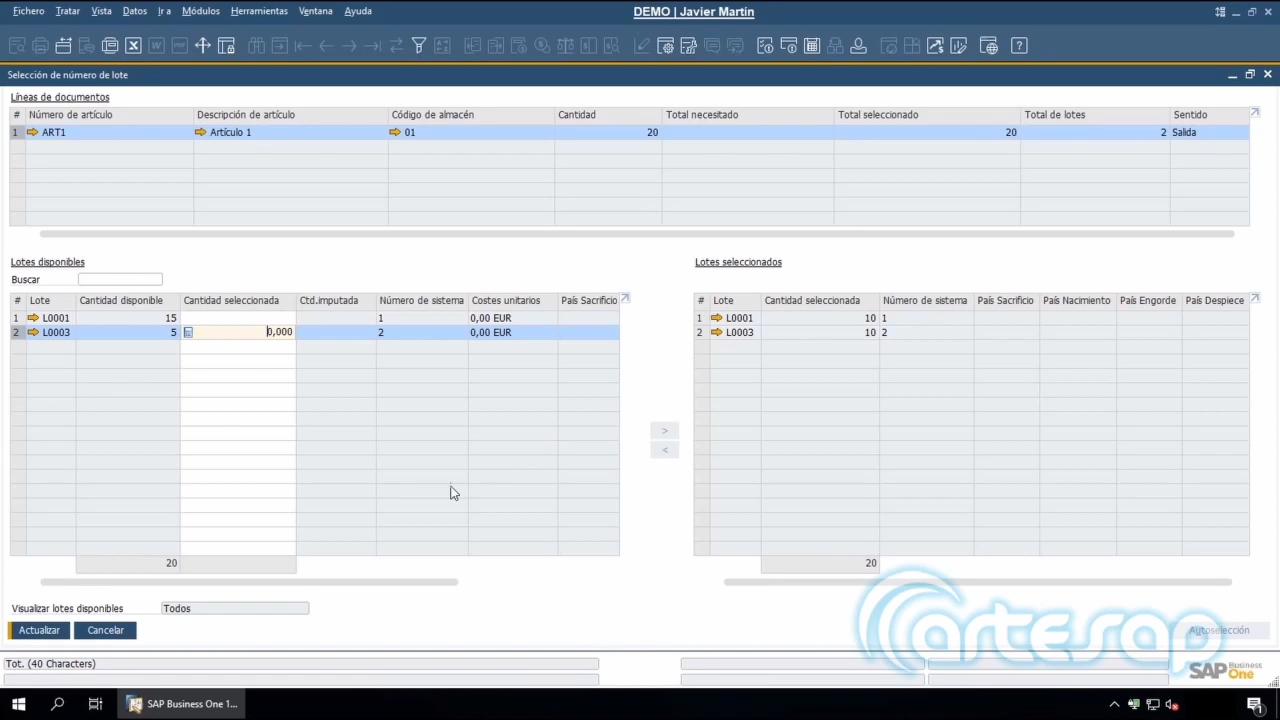 Fichero Tratar Vista Datos Ir a Módulos Herramientas Ventana Ayuda
DEMO | Javier Martin
Selección de número de lote
Líneas de documentos
# Número de artículo Descripción de artículo Código de almacén Cantidad Total necesitado Total seleccionado Total de lotes Sentido
1 ART1 Artículo 1 01 20 20 2 Salida
Lotes disponibles
Buscar
# Lote Cantidad disponible Cantidad seleccionada Ctd.imputada Número de sistema Costes unitarios País Sacrificio
1 L0001 15 1 0,00 EUR
2 L0003 5 0,000 2 0,00 EUR
20
Lotes seleccionados
# Lote Cantidad seleccionada Número de sistema País Sacrificio País Nacimiento País Engorde País Despiece
1 L0001 10 1
2 L0003 10 2
20
>
<
Visualizar lotes disponibles Todos
Actualizar Cancelar
Autoselección
artesap
Tot. (40 Characters)
SAP Business One
SAP Business One 1...